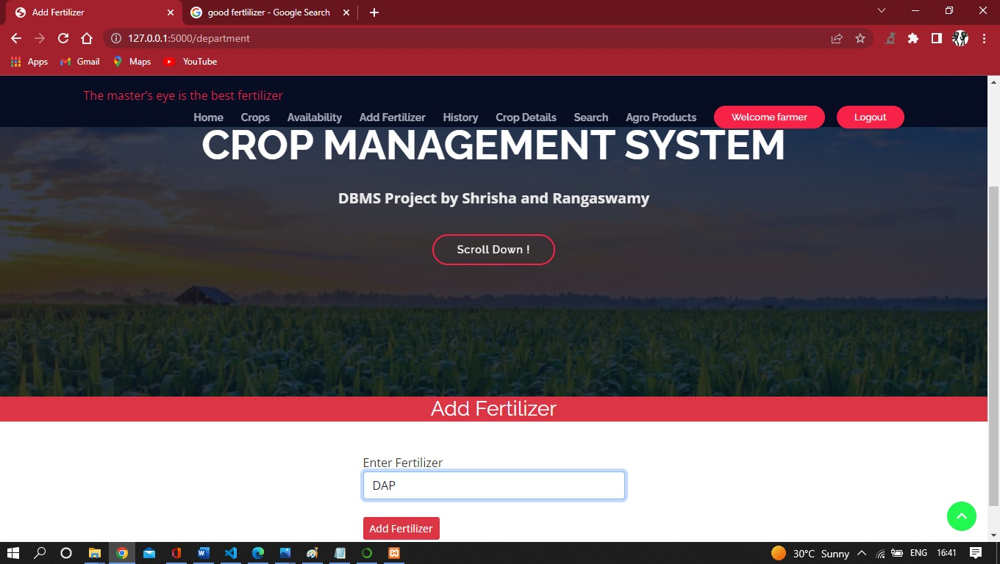 Add Fertilizer
good fertlilizer - Google Search
127.0.0.1:5000/department
Apps
Gmail
Maps
YouTube
The master’s eye is the best fertilizer
Home Crops Availability Add Fertilizer History Crop Details Search Agro Products Welcome farmer Logout
CROP MANAGEMENT SYSTEM
DBMS Project by Shrisha and Rangaswamy
Scroll Down !
Add Fertilizer
Enter Fertilizer
DAP
Add Fertilizer
30°C Sunny ENG 16:41